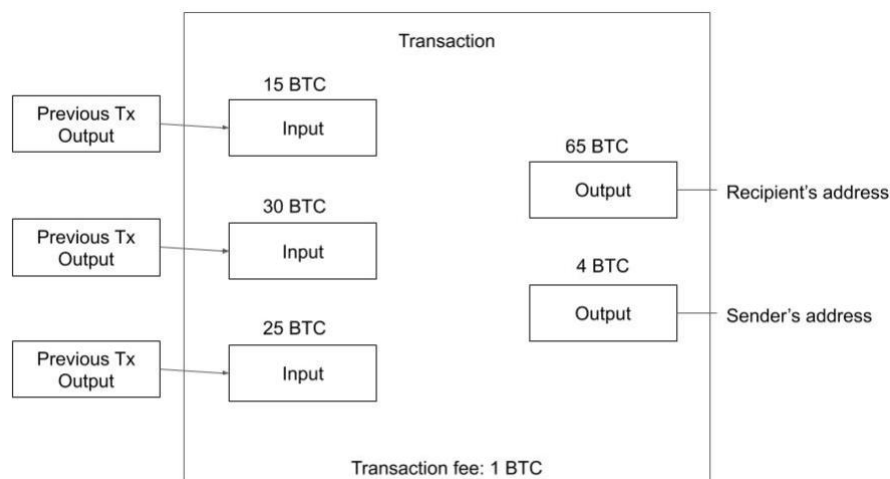 Transaction
15 BTC
Previous Tx
Output
Input
65 BTC
Output
Recipient's address
30 BTC
Previous Tx
Output
Input
4 BTC
Output
Sender's address
25 BTC
Previous Tx
Output
Input
Transaction fee: 1 BTC